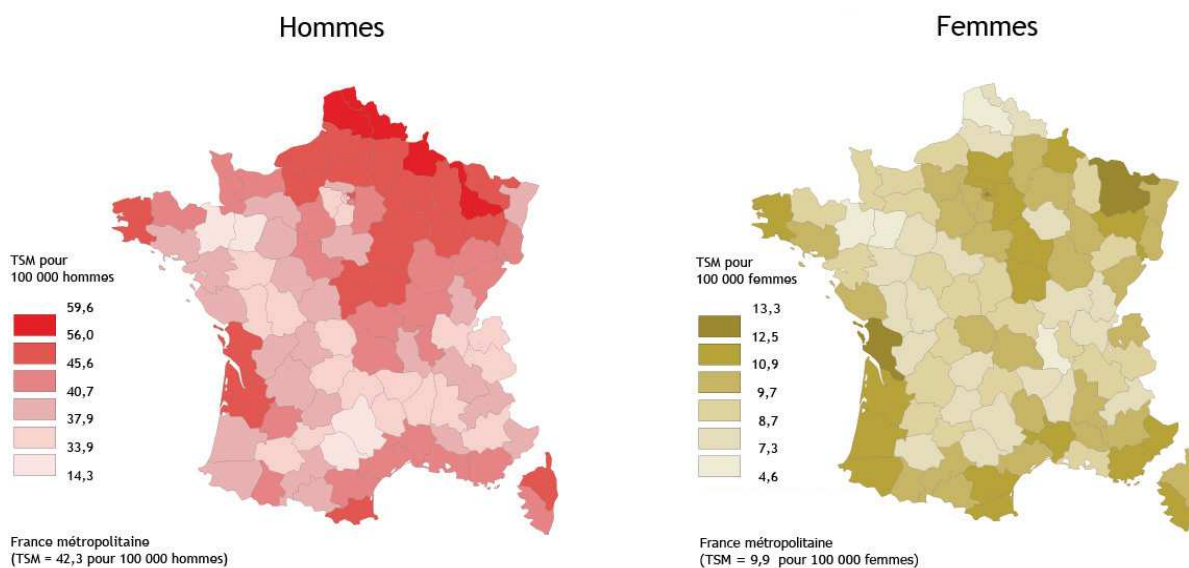 Hommes
TSM pour
100 000 hommes
59,6
56,0
45,6
40,7
37,9
33,9
14,3
France métropolitaine
(TSM = 42,3 pour 100 000 hommes)
Femmes
TSM pour
100 000 femmes
13,3
12,5
10,9
9,7
8,7
7,3
4,6
France métropolitaine
(TSM = 9,9 pour 100 000 femmes)